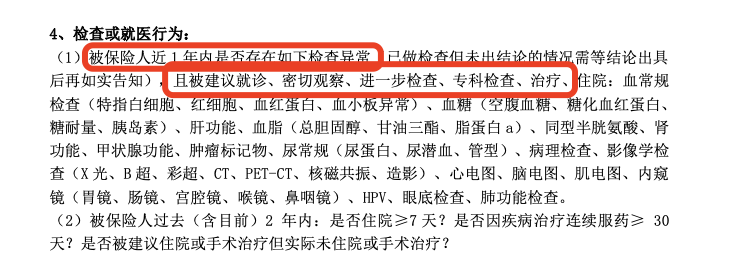 4、检查或就医行为：
（1）被保险人近 1 年内是否存在如下检查异常（已做检查但未出结论的情况需等结论出具
后再如实告知），且被建议就诊、密切观察、进一步检查、专科检查、治疗、住院：血常规
检查（特指白细胞、红细胞、血红蛋白、血小板异常）、血糖（空腹血糖、糖化血红蛋白、
糖耐量、胰岛素）、肝功能、血脂（总胆固醇、甘油三酯、脂蛋白 a）、同型半胱氨酸、肾
功能、甲状腺功能、肿瘤标记物、尿常规（尿蛋白、尿潜血、管型）、病理检查、影像学检
查（X 光、B 超、彩超、CT、PET-CT、核磁共振、造影）、心电图、脑电图、肌电图、内窥
镜（胃镜、肠镜、宫腔镜、喉镜、鼻咽镜）、HPV、眼底检查、肺功能检查。
（2）被保险人过去（含目前）2 年内：是否住院≥7 天？是否因疾病治疗连续服药≥ 30
天？是否被建议住院或手术治疗但实际未住院或手术治疗？